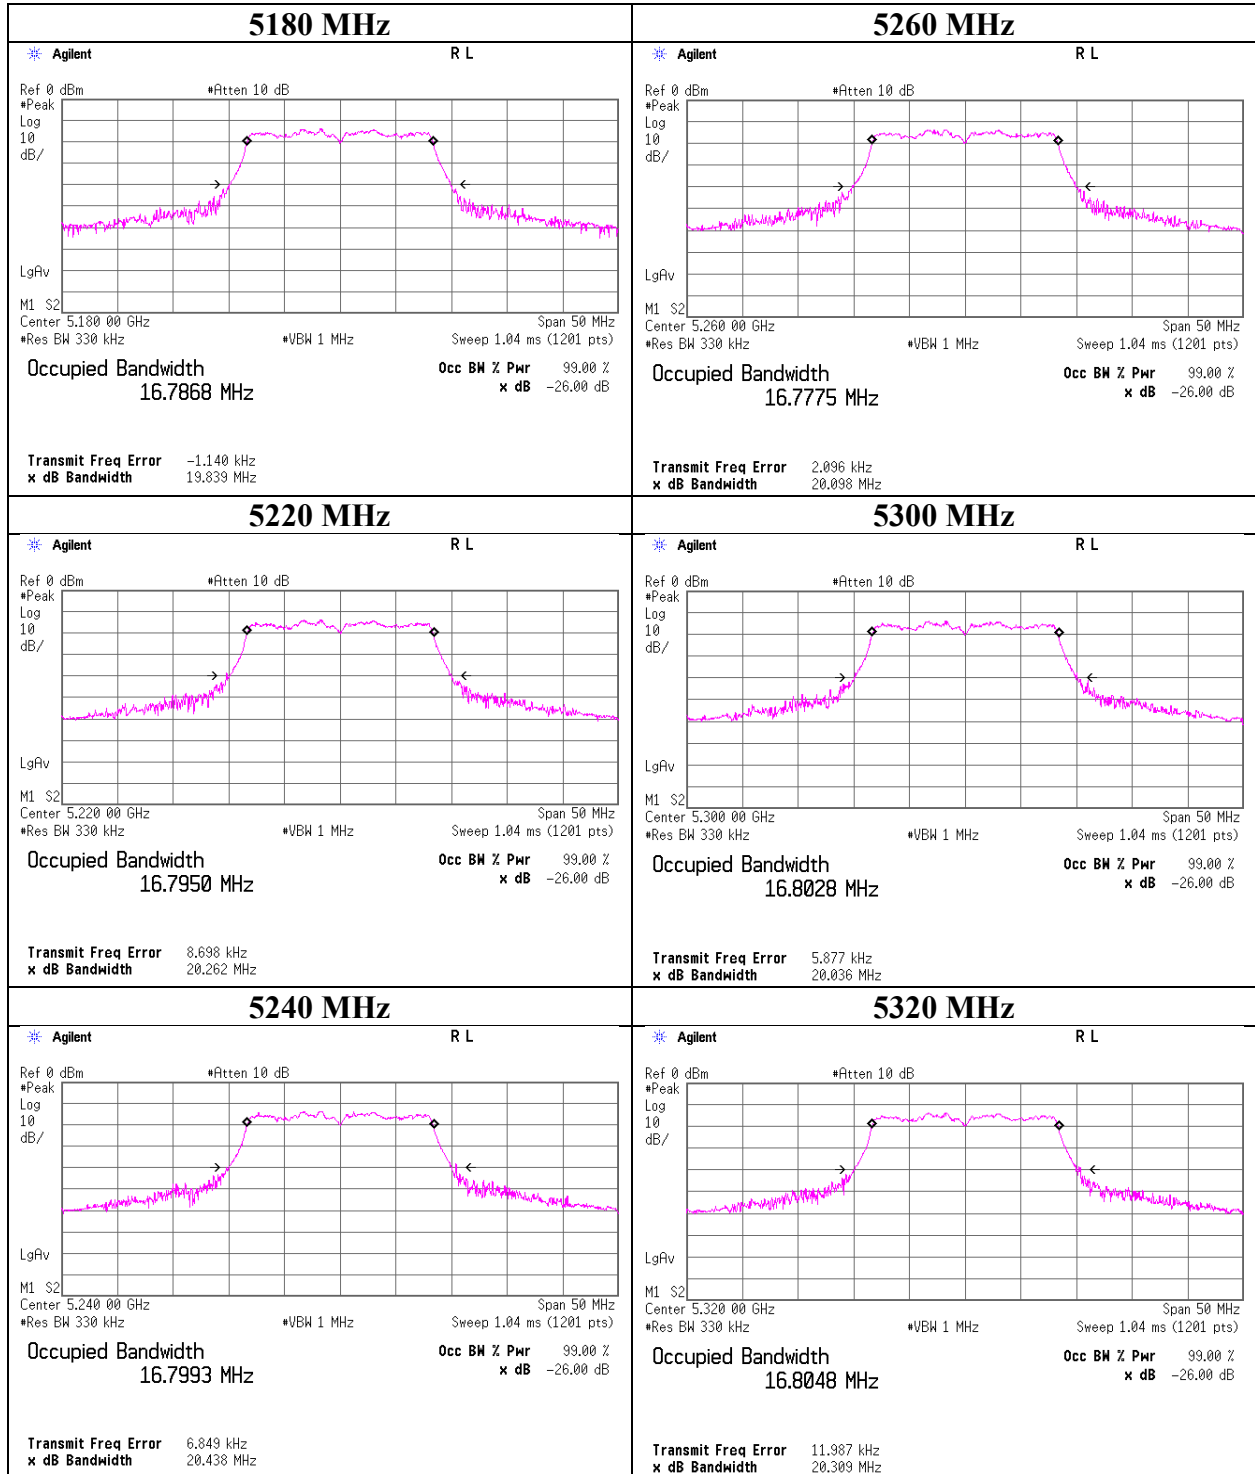 5180 MHz
Agilent R L
Ref 0 dBm #Atten 10 dB
#Peak
Log
10
dB/
LgAv
M1 S2
Center 5.180 00 GHz Span 50 MHz
#Res BW 330 kHz #VBW 1 MHz Sweep 1.04 ms (1201 pts)
Occupied Bandwidth Occ BW % Pwr 99.00 %
16.7868 MHz x dB -26.00 dB
Transmit Freq Error -1.140 kHz
x dB Bandwidth 19.839 MHz
5260 MHz
Agilent R L
Ref 0 dBm #Atten 10 dB
#Peak
Log
10
dB/
LgAv
M1 S2
Center 5.260 00 GHz Span 50 MHz
#Res BW 330 kHz #VBW 1 MHz Sweep 1.04 ms (1201 pts)
Occupied Bandwidth Occ BW % Pwr 99.00 %
16.7775 MHz x dB -26.00 dB
Transmit Freq Error 2.096 kHz
x dB Bandwidth 20.098 MHz
5220 MHz
Agilent R L
Ref 0 dBm #Atten 10 dB
#Peak
Log
10
dB/
LgAv
M1 S2
Center 5.220 00 GHz Span 50 MHz
#Res BW 330 kHz #VBW 1 MHz Sweep 1.04 ms (1201 pts)
Occupied Bandwidth Occ BW % Pwr 99.00 %
16.7950 MHz x dB -26.00 dB
Transmit Freq Error 8.698 kHz
x dB Bandwidth 20.262 MHz
5300 MHz
Agilent R L
Ref 0 dBm #Atten 10 dB
#Peak
Log
10
dB/
LgAv
M1 S2
Center 5.300 00 GHz Span 50 MHz
#Res BW 330 kHz #VBW 1 MHz Sweep 1.04 ms (1201 pts)
Occupied Bandwidth Occ BW % Pwr 99.00 %
16.8028 MHz x dB -26.00 dB
Transmit Freq Error 5.877 kHz
x dB Bandwidth 20.036 MHz
5240 MHz
Agilent R L
Ref 0 dBm #Atten 10 dB
#Peak
Log
10
dB/
LgAv
M1 S2
Center 5.240 00 GHz Span 50 MHz
#Res BW 330 kHz #VBW 1 MHz Sweep 1.04 ms (1201 pts)
Occupied Bandwidth Occ BW % Pwr 99.00 %
16.7993 MHz x dB -26.00 dB
Transmit Freq Error 6.849 kHz
x dB Bandwidth 20.438 MHz
5320 MHz
Agilent R L
Ref 0 dBm #Atten 10 dB
#Peak
Log
10
dB/
LgAv
M1 S2
Center 5.320 00 GHz Span 50 MHz
#Res BW 330 kHz #VBW 1 MHz Sweep 1.04 ms (1201 pts)
Occupied Bandwidth Occ BW % Pwr 99.00 %
16.8048 MHz x dB -26.00 dB
Transmit Freq Error 11.987 kHz
x dB Bandwidth 20.309 MHz